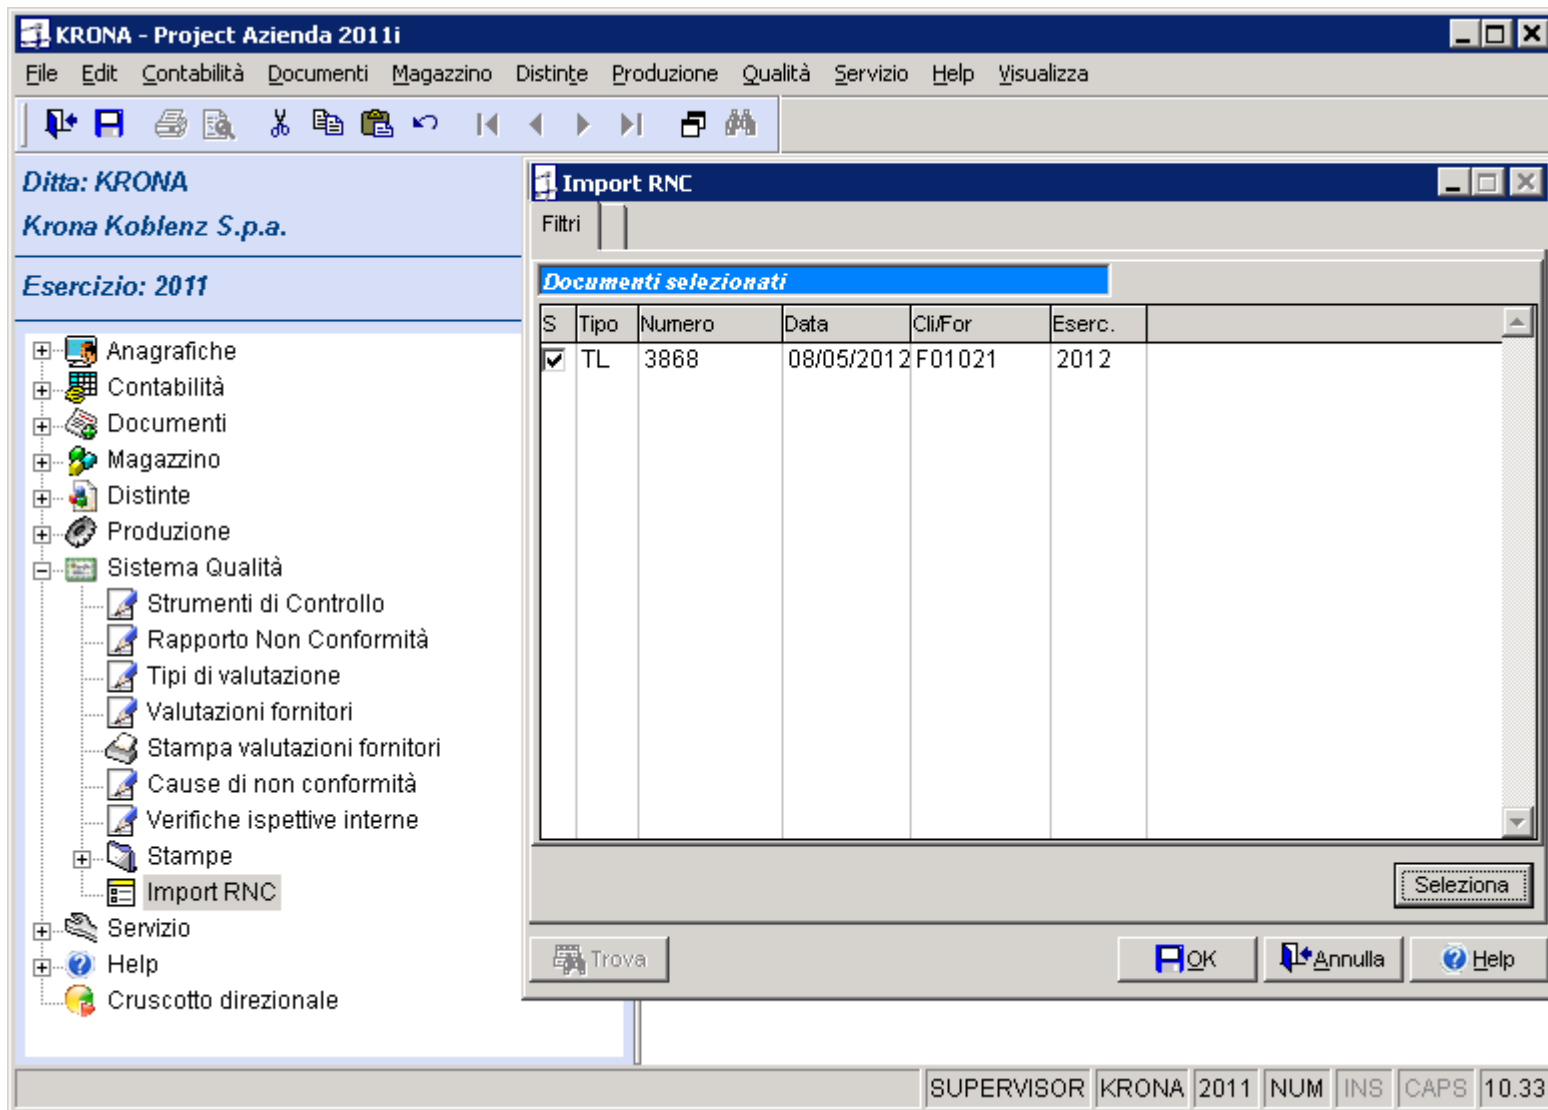 KRONA - Project Azienda 2011i
File Edit Contabilità Documenti Magazzino Distinte Produzione Qualità Servizio Help Visualizza
Ditta: KRONA
Krona Koblenz S.p.a.
Esercizio: 2011
Anagrafiche
Contabilità
Documenti
Magazzino
Distinte
Produzione
Sistema Qualità
Strumenti di Controllo
Rapporto Non Conformità
Tipi di valutazione
Valutazioni fornitori
Stampa valutazioni fornitori
Cause di non conformità
Verifiche ispettive interne
Stampe
Import RNC
Servizio
Help
Cruscotto direzionale
Import RNC
Filtri
Documenti selezionati
S Tipo Numero Data Cli/For Eserc.
TL 3868 08/05/2012 F01021 2012
Seleziona
Trova OK Annulla Help
SUPERVISOR KRONA 2011 NUM INS CAPS 10.33